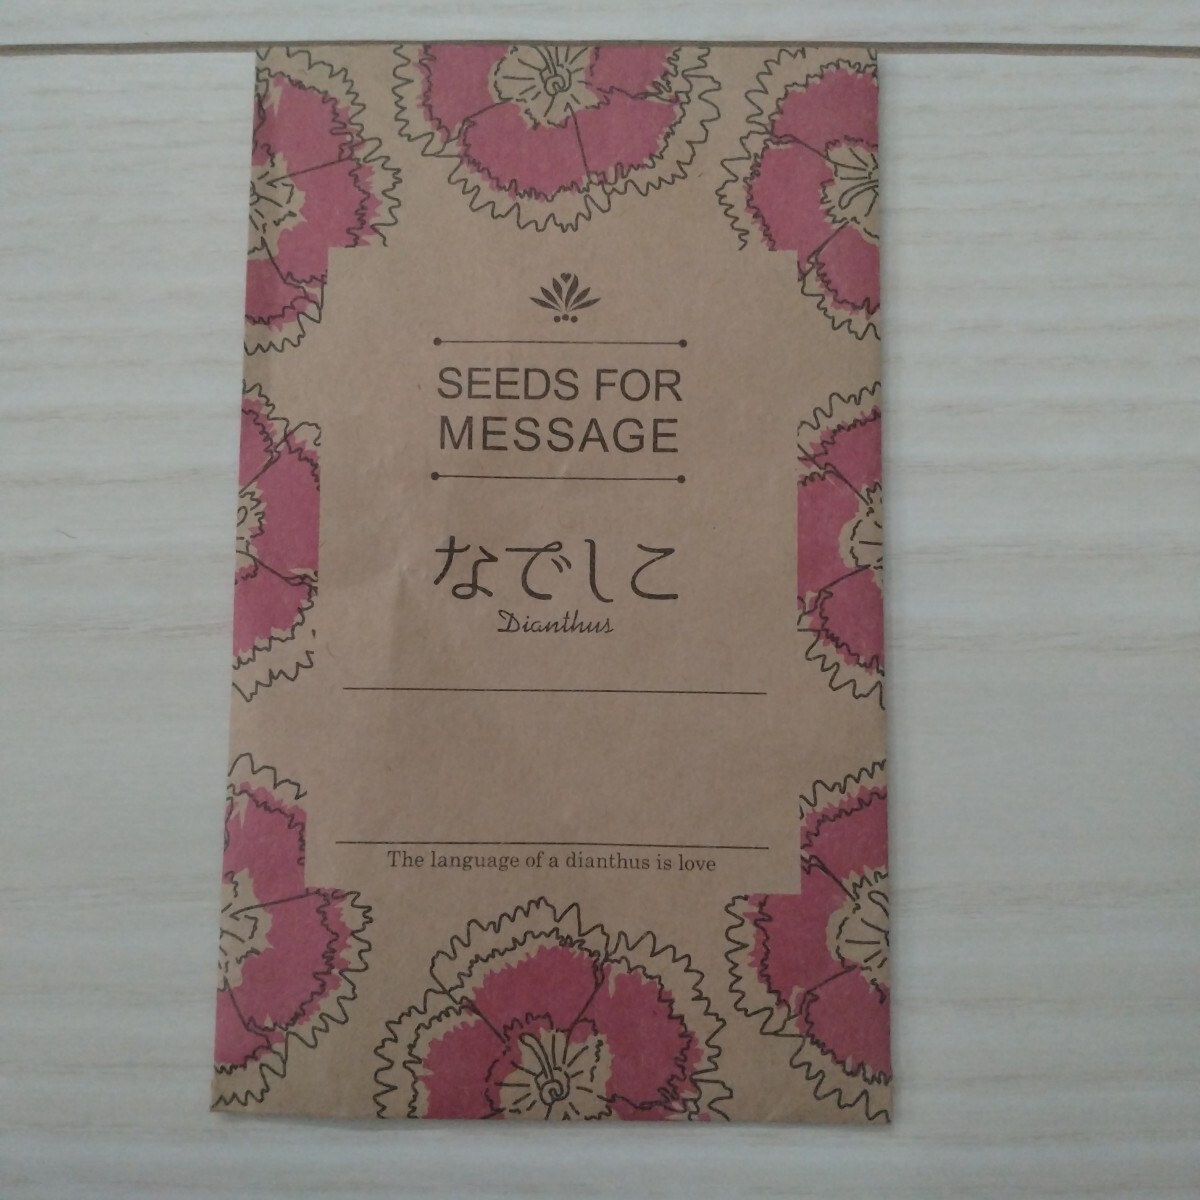 SEEDS FOR
MESSAGE
なでしこ
Dianthus
The language of a dianthus is love